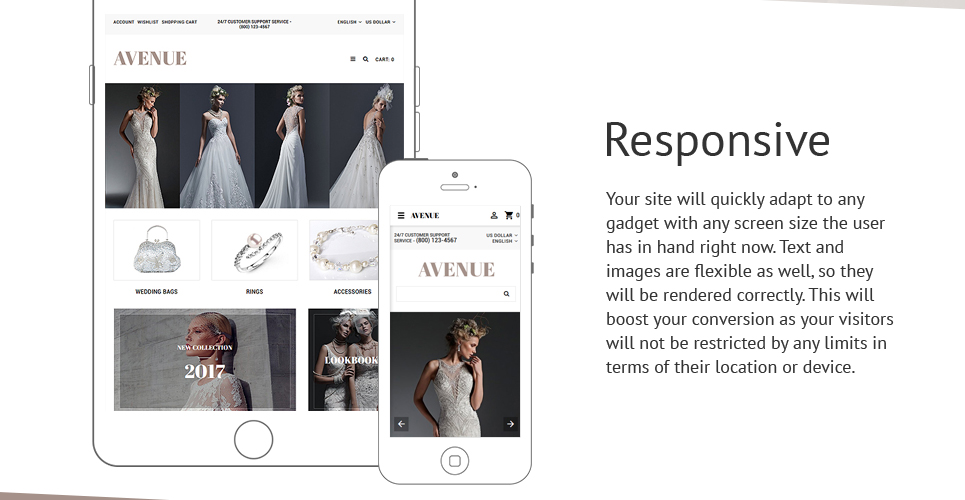 ACCOUNT WISHLIST SHOPPING CART
24/7 CUSTOMER SUPPORT SERVICE -
(800) 123-4567
ENGLISH US DOLLAR
AVENUE
CART: 0
WEDDING BAGS
RINGS
ACCESSORIES
NEW COLLECTION
2017
LOOKBOOK
AVENUE
0
24/7 CUSTOMER SUPPORT
SERVICE - (800) 123-4567
US DOLLAR
ENGLISH
AVENUE
Responsive
Your site will quickly adapt to any
gadget with any screen size the user
has in hand right now. Text and
images are flexible as well, so they
will be rendered correctly. This will
boost your conversion as your visitors
will not be restricted by any limits in
terms of their location or device.